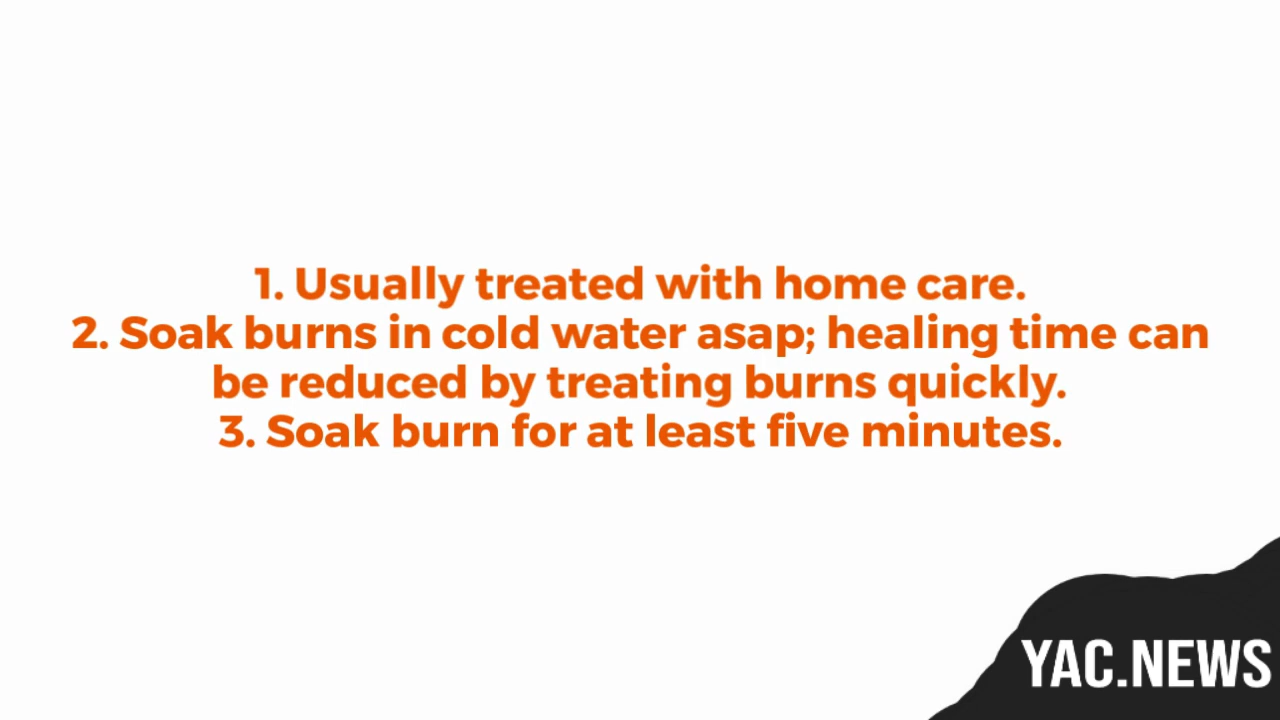 1. Usually treated with home care.
2. Soak burns in cold water asap; healing time can
be reduced by treating burns quickly.
3. Soak burn for at least five minutes.
YAC.NEWS